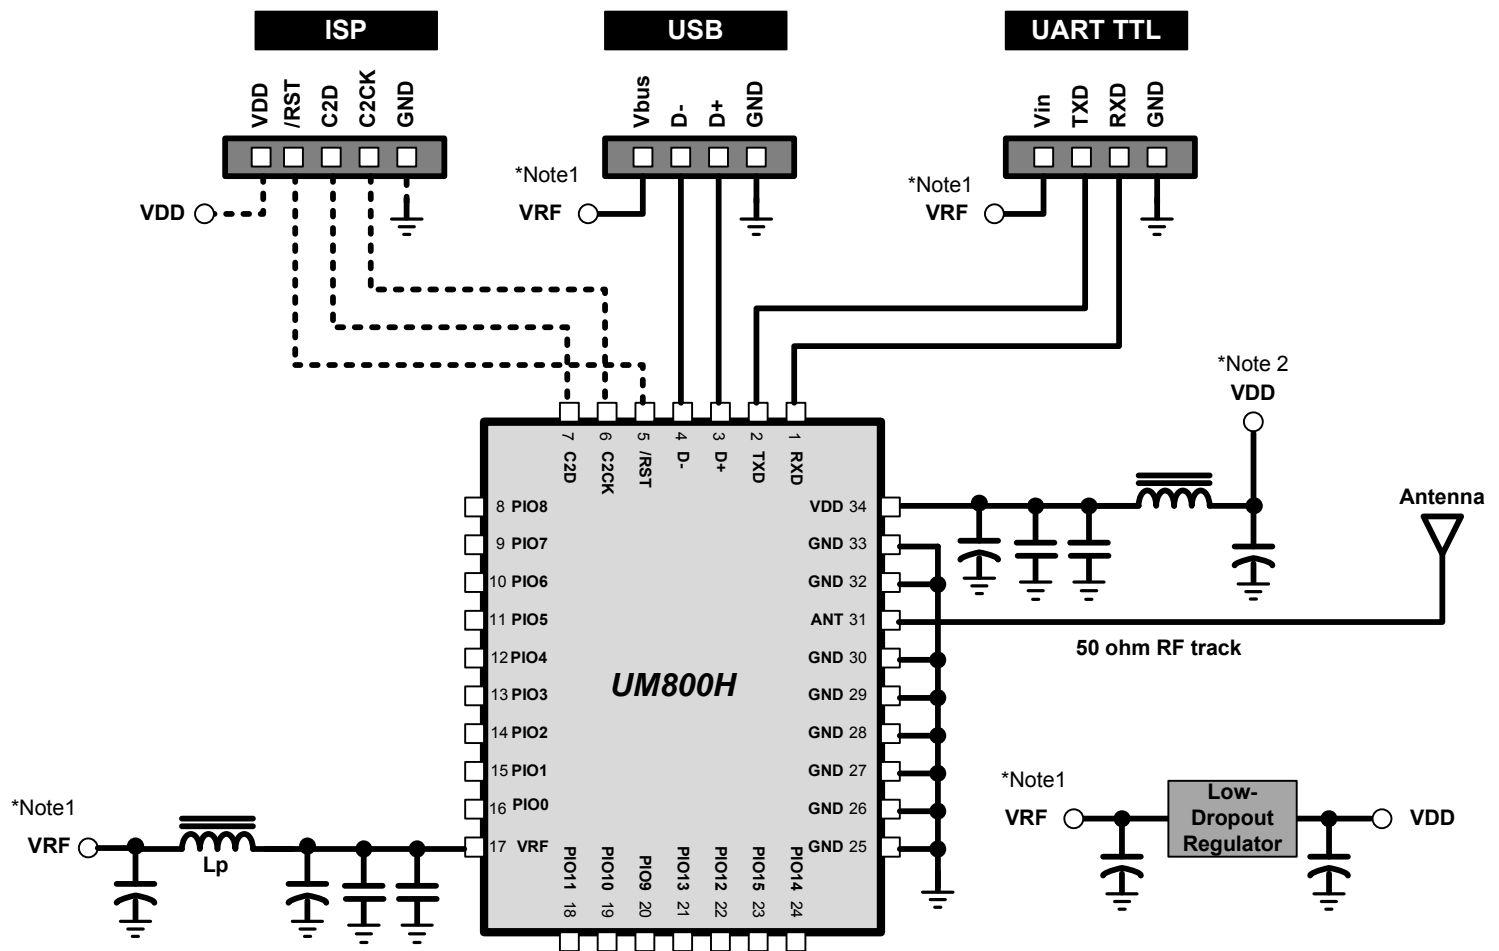 ISP
USB
UART TTL
VDD
/RST
C2D
C2CK
GND
Vbus
D-
D+
GND
Vin
TXD
RXD
GND
VDD
*Note1
VRF
*Note1
VRF
*Note 2
VDD
Antenna
7 C2D
6 C2CK
5 /RST
4 D-
3 D+
2 TXD
1 RXD
8 PIO8
9 PIO7
10 PIO6
11 PIO5
12 PIO4
13 PIO3
14 PIO2
15 PIO1
16 PIO0
17 VRF
VDD 34
GND 33
GND 32
ANT 31
GND 30
GND 29
GND 28
GND 27
GND 26
GND 25
UM800H
50 ohm RF track
PIO11 18
PIO10 19
PIO9 20
PIO13 21
PIO12 22
PIO15 23
PIO14 24
*Note1
VRF
Lp
*Note1
VRF
Low-
Dropout
Regulator
VDD